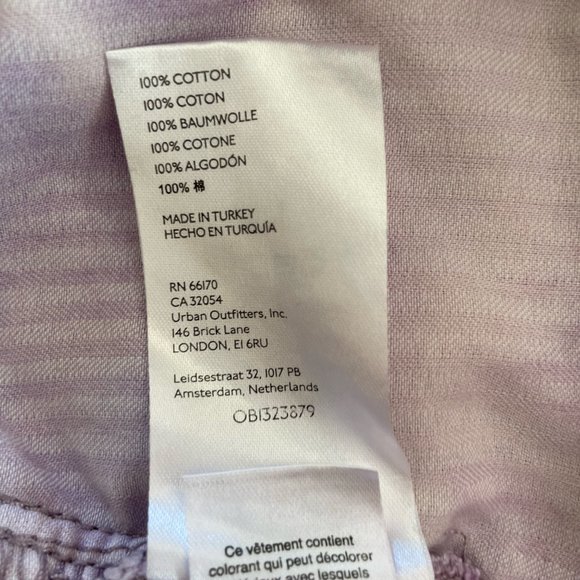 100% COTTON
100% COTON
100% BAUMWOLLE
100% COTONE
100% ALGODÓN
100% 棉
MADE IN TURKEY
HECHO EN TURQUÍA
RN 66170
CA 32054
Urban Outfitters, Inc.
146 Brick Lane
LONDON, E1 6RU
Leidsestraat 32, 1017 PB
Amsterdam, Netherlands
OB1323879
Ce vêtement contient
colorant qui peut décolorer
avec lesquels